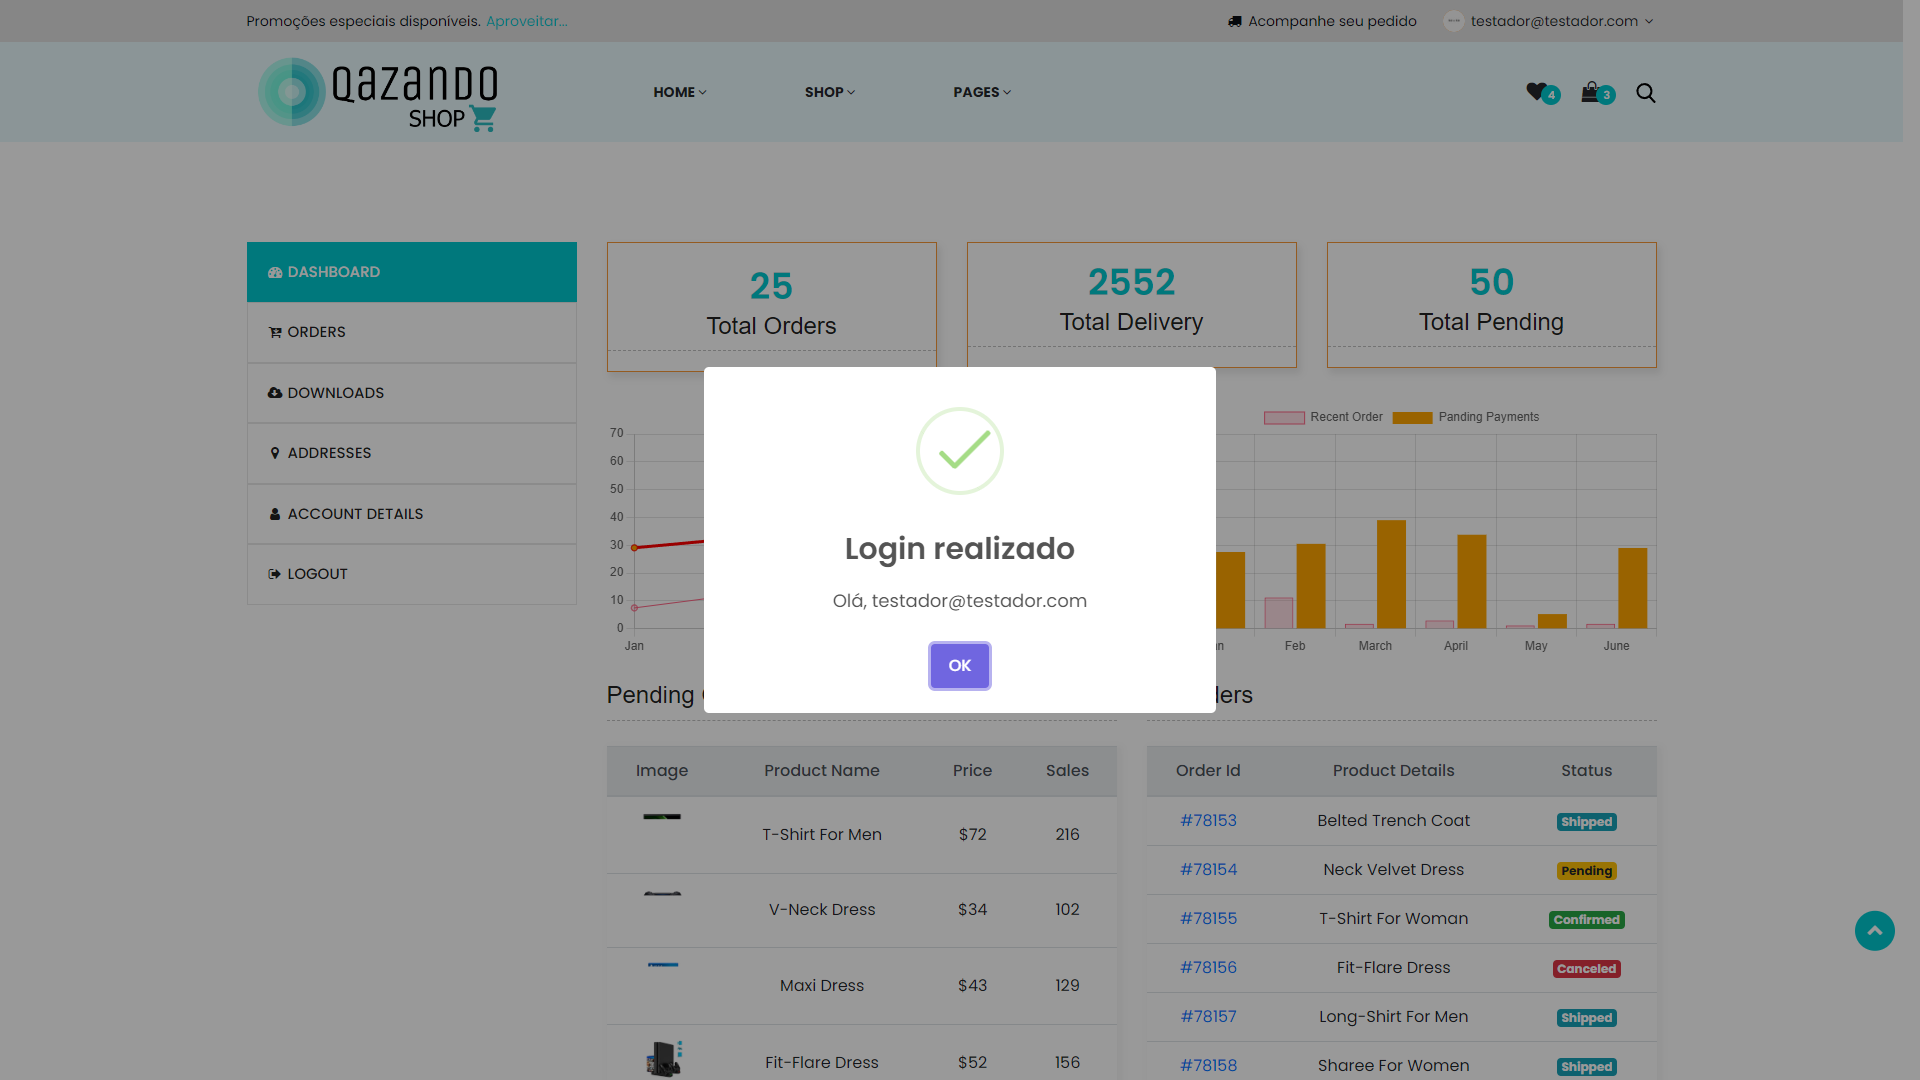 Promoções especiais disponíveis. Aproveitar...
Acompanhe seu pedido
testador@testador.com
QAZANDO
SHOP
HOME
SHOP
PAGES
4
3
DASHBOARD
ORDERS
DOWNLOADS
ADDRESSES
ACCOUNT DETAILS
LOGOUT
25
Total Orders
2552
Total Delivery
50
Total Pending
Recent Order
Panding Payments
70
60
50
40
30
20
10
0
Jan
Feb
March
April
May
June
Login realizado
Olá, testador@testador.com
OK
Pending
Image Product Name Price Sales
T-Shirt For Men $72 216
V-Neck Dress $34 102
Maxi Dress $43 129
Fit-Flare Dress $52 156
Order Id Product Details Status
#78153 Belted Trench Coat Shipped
#78154 Neck Velvet Dress Pending
#78155 T-Shirt For Woman Confirmed
#78156 Fit-Flare Dress Canceled
#78157 Long-Shirt For Men Shipped
#78158 Sharee For Women Shipped